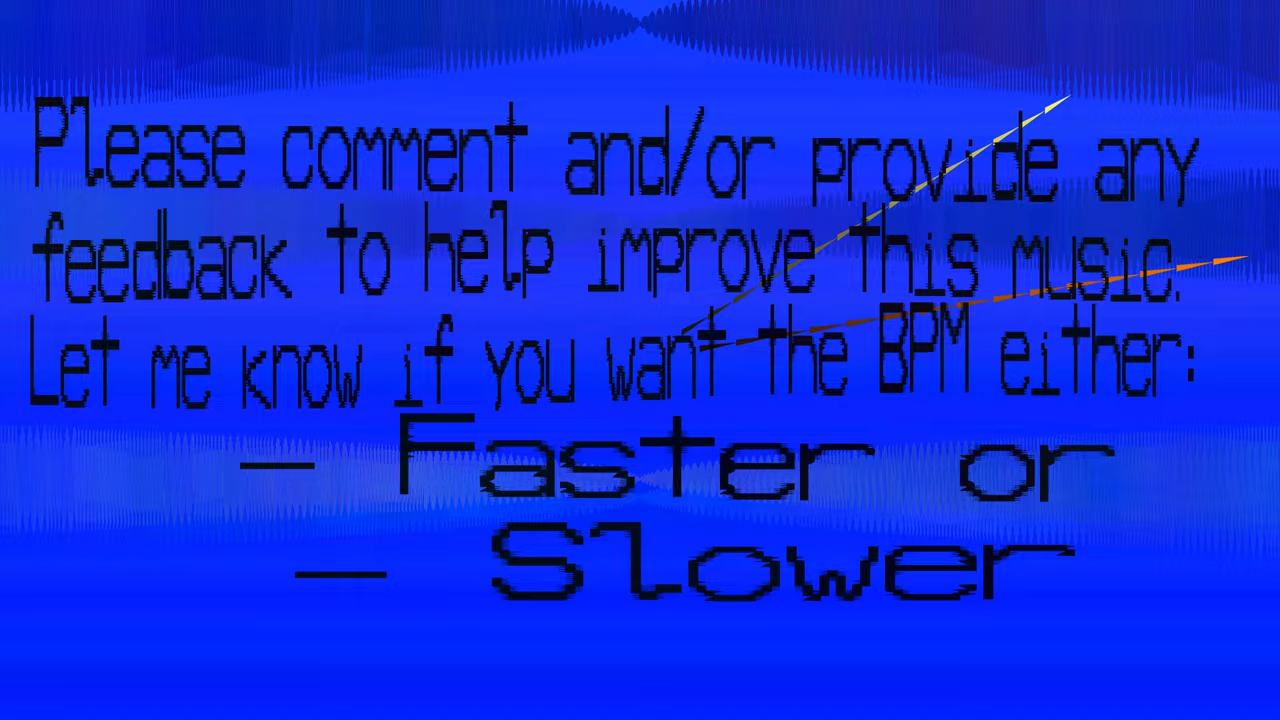 Please comment and/or provide any
feedback to help improve this music.
Let me know if you want the BPM either:
- Faster or
- Slower